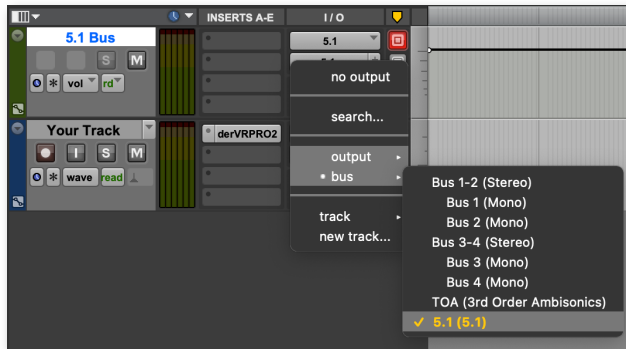 INSERTS A-E
I / O
5.1 Bus
5.1
S M
no output
vol rd
search...
Your Track
derVRPRO2
I S M
output
bus
wave read
track
new track...
Bus 1-2 (Stereo)
Bus 1 (Mono)
Bus 2 (Mono)
Bus 3-4 (Stereo)
Bus 3 (Mono)
Bus 4 (Mono)
TOA (3rd Order Ambisonics)
5.1 (5.1)